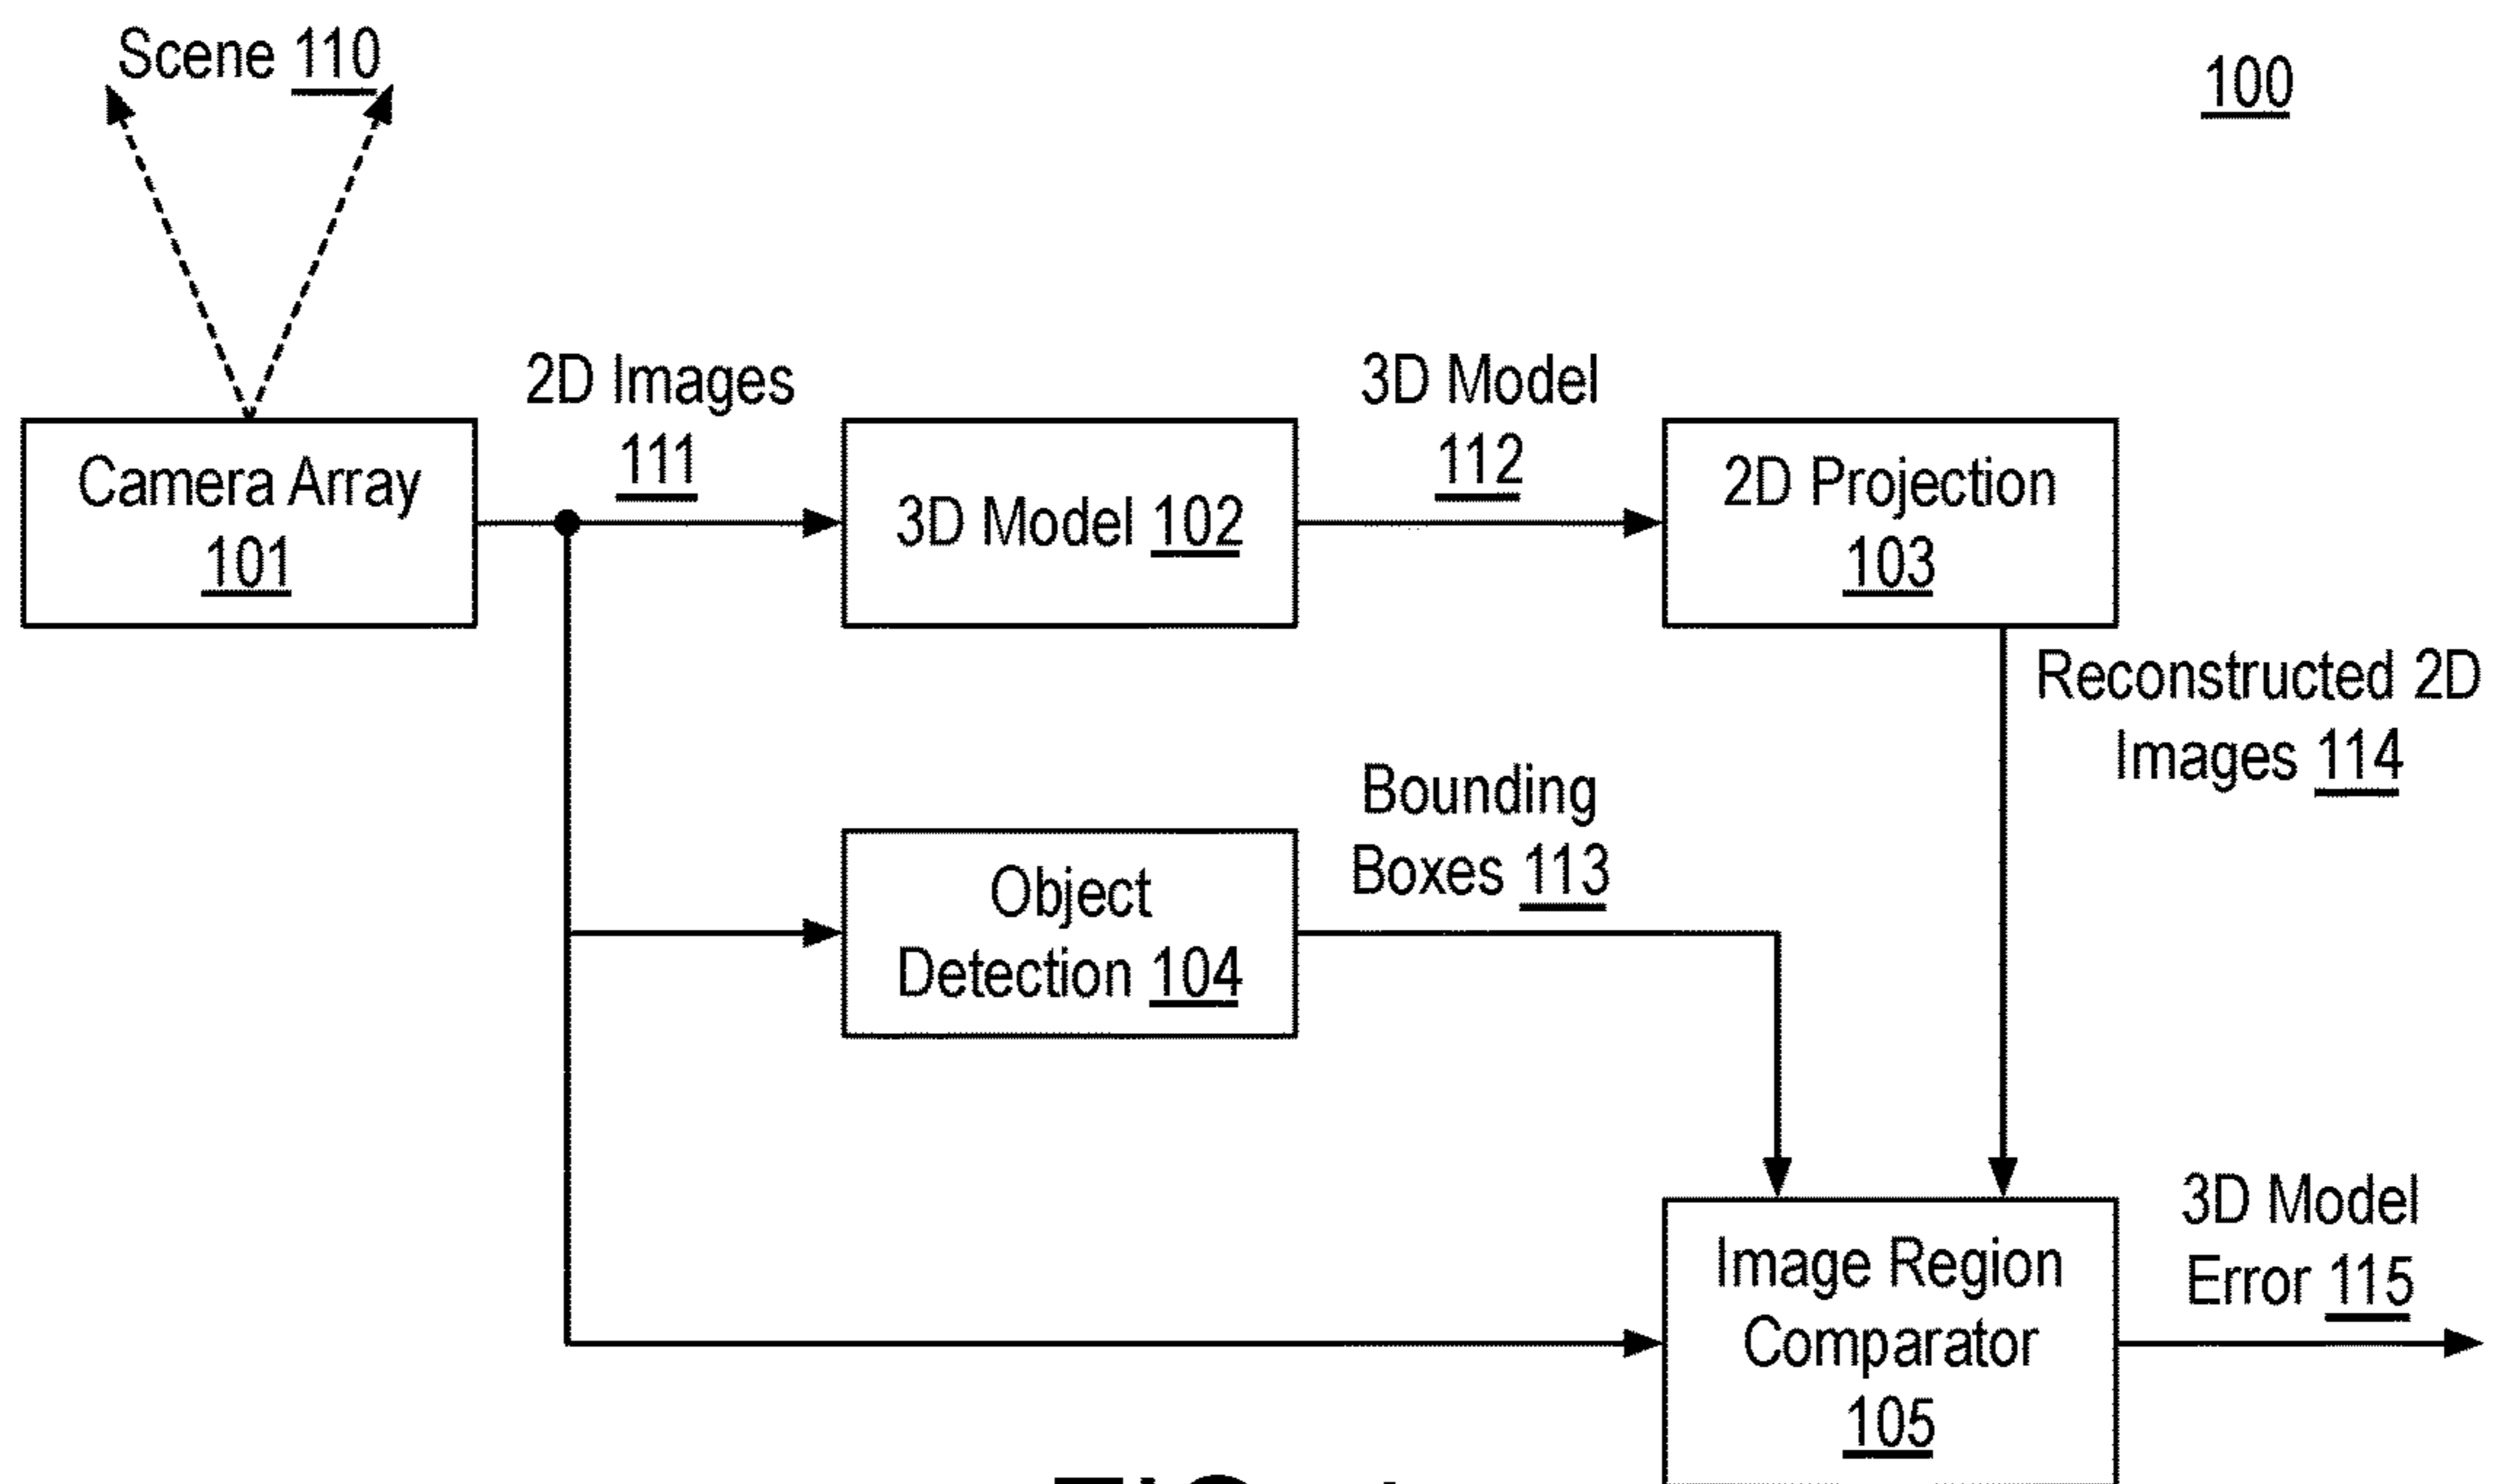 Scene 110
100
2D Images
111
3D Model
112
Camera Array
101
3D Model 102
2D Projection
103
Reconstructed 2D
Images 114
Bounding
Boxes 113
Object
Detection 104
Image Region
Comparator
105
3D Model
Error 115